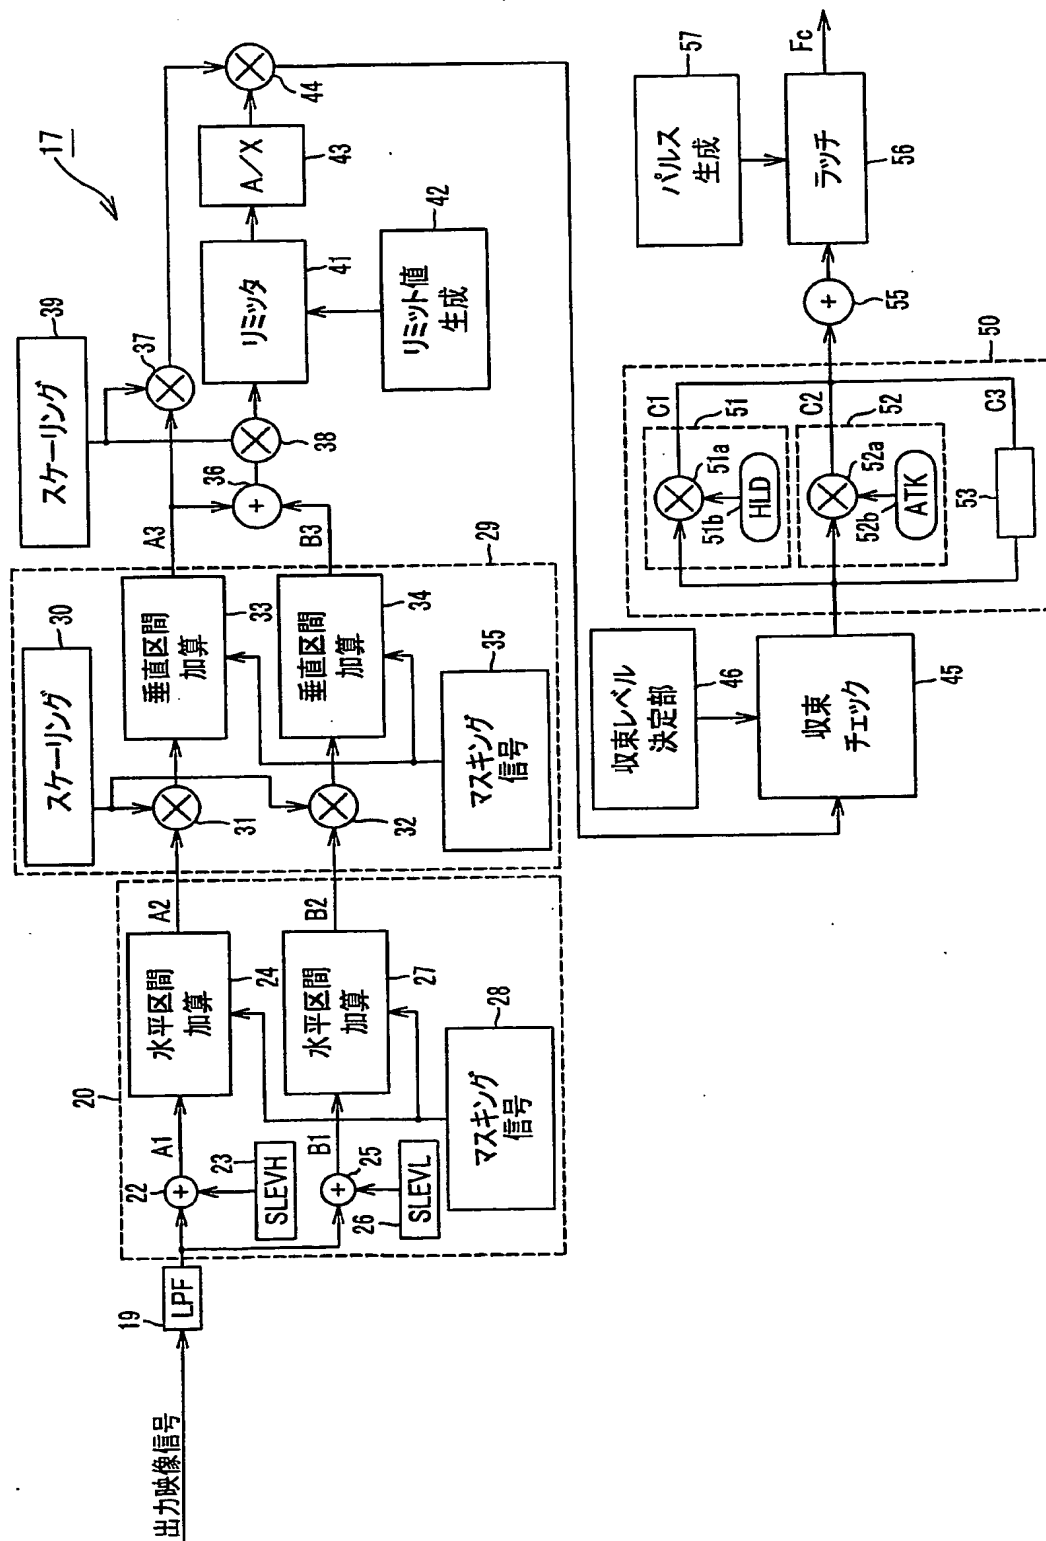 17
出力映像信号
19
LPF
20
22
A1
23
SLEVH
水平区間
加算
24
A2
25
B1
26
SLEVL
水平区間
加算
27
B2
マスキング
信号
28
29
スケーリング
30
31
32
垂直区間
加算
33
A3
垂直区間
加算
34
B3
マスキング
信号
35
36
37
38
スケーリング
39
リミッタ
41
リミット値
生成
42
A/X
43
44
収束
チェック
45
収束レベル
決定部
46
50
C1
51
51a
51b
HLD
C2
52
52a
52b
ATK
C3
53
55
ラッチ
56
パルス
生成
57
Fc